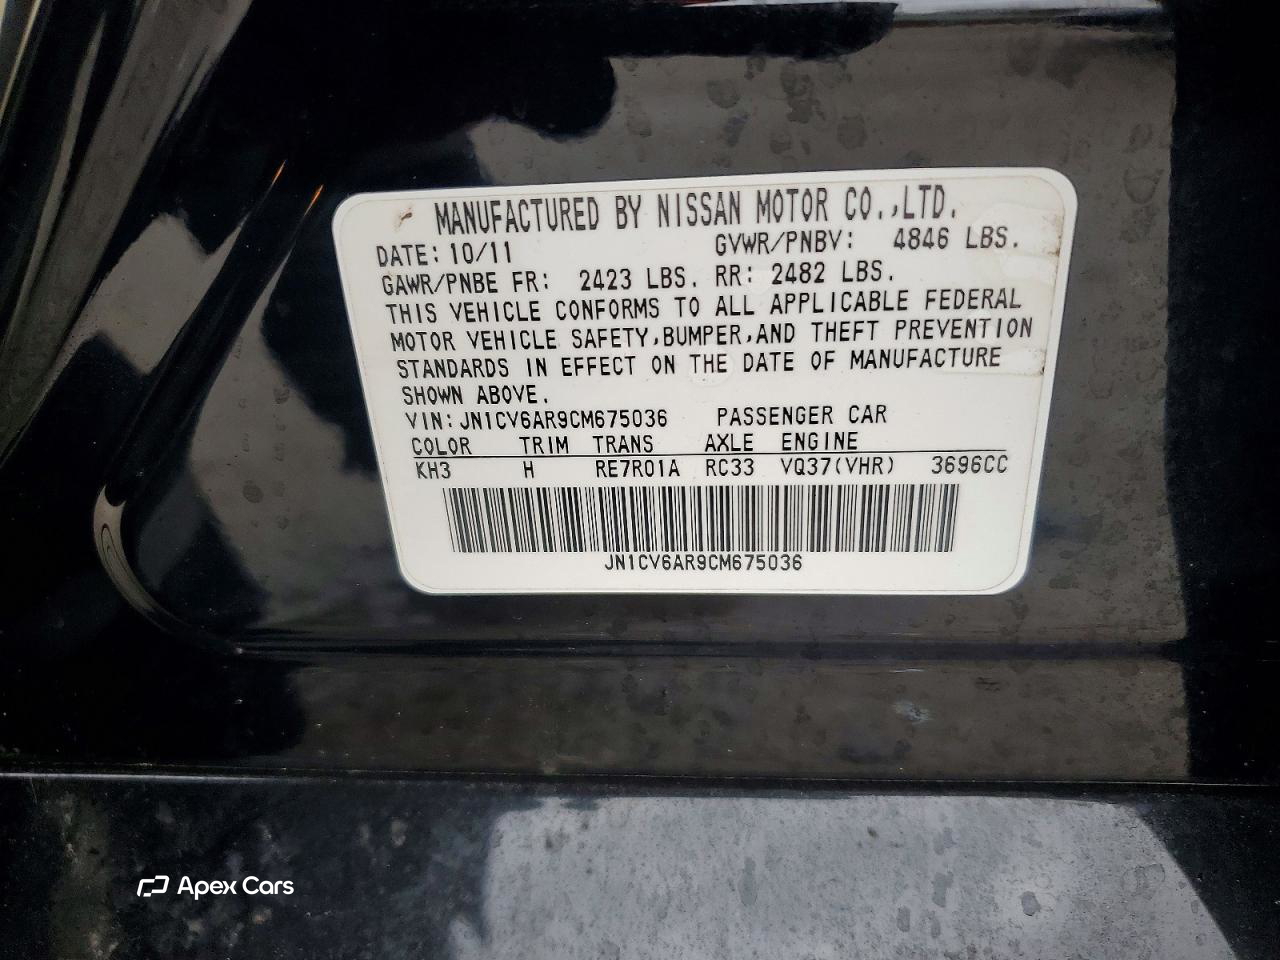 MANUFACTURED BY NISSAN MOTOR CO.,LTD.
DATE: 10/11 GVWR/PNBV: 4846 LBS.
GAWR/PNBE FR: 2423 LBS. RR: 2482 LBS.
THIS VEHICLE CONFORMS TO ALL APPLICABLE FEDERAL
MOTOR VEHICLE SAFETY,BUMPER,AND THEFT PREVENTION
STANDARDS IN EFFECT ON THE DATE OF MANUFACTURE
SHOWN ABOVE.
VIN:JN1CV6AR9CM675036 PASSENGER CAR
COLOR TRIM TRANS AXLE ENGINE
KH3 H RE7R01A RC33 VQ37(VHR) 3696CC
JN1CV6AR9CM675036
Apex Cars